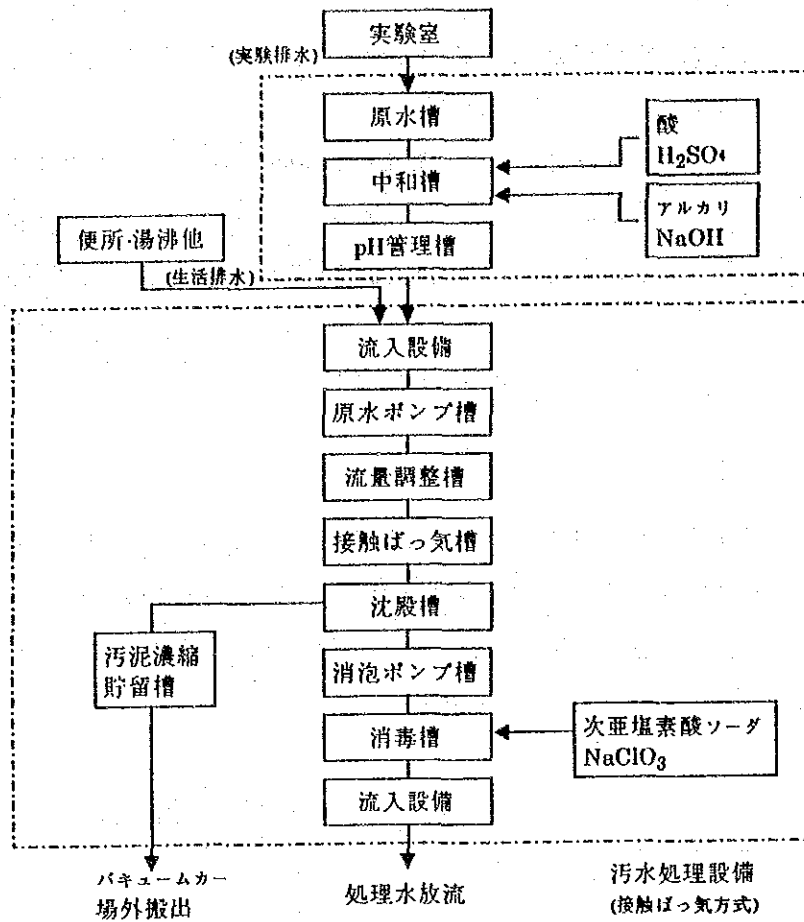 実験室
(実験排水)
原水槽
酸
H₂SO₄
中和槽
アルカリ
NaOH
便所·湯沸他
pH管理槽
(生活排水)
流入設備
原水ポンプ槽
流量調整槽
接触ばっ気槽
沈殿槽
汚泥濃縮
貯留槽
消泡ポンプ槽
消毒槽
次亜塩素酸ソーダ
NaClO₃
流入設備
バキュームカー
場外搬出
処理水放流
汚水処理設備
(接触ばっ気方式)